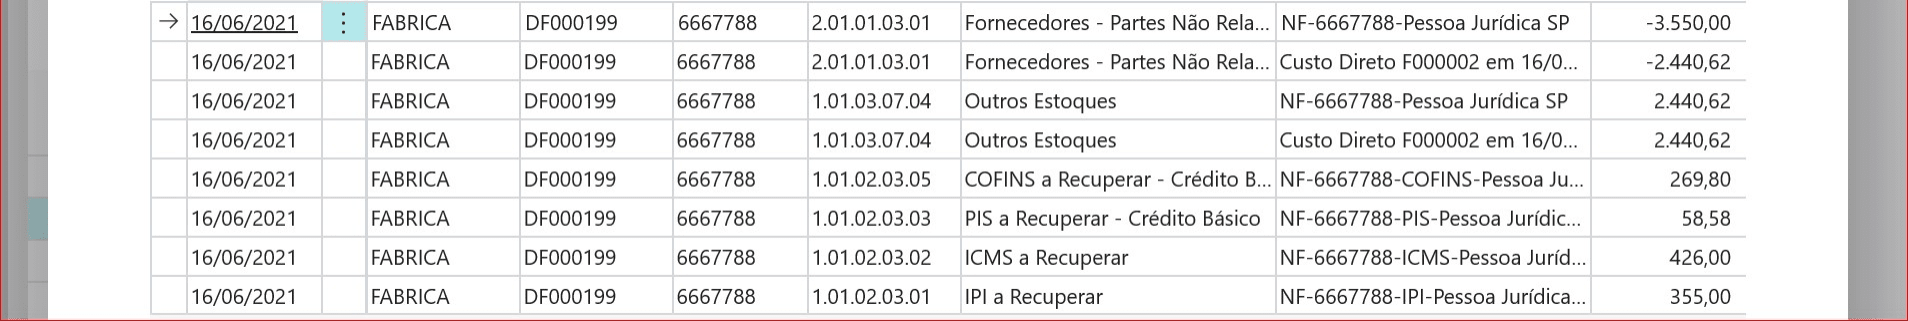 16/06/2021 FABRICA DF000199 6667788 2.01.01.03.01 Fornecedores - Partes Não Rela... NF-6667788-Pessoa Jurídica SP -3.550,00
16/06/2021 FABRICA DF000199 6667788 2.01.01.03.01 Fornecedores - Partes Não Rela... Custo Direto F000002 em 16/0... -2.440,62
16/06/2021 FABRICA DF000199 6667788 1.01.03.07.04 Outros Estoques NF-6667788-Pessoa Jurídica SP 2.440,62
16/06/2021 FABRICA DF000199 6667788 1.01.03.07.04 Outros Estoques Custo Direto F000002 em 16/0... 2.440,62
16/06/2021 FABRICA DF000199 6667788 1.01.02.03.05 COFINS a Recuperar - Crédito B... NF-6667788-COFINS-Pessoa Ju... 269,80
16/06/2021 FABRICA DF000199 6667788 1.01.02.03.03 PIS a Recuperar - Crédito Básico NF-6667788-PIS-Pessoa Jurídic... 58,58
16/06/2021 FABRICA DF000199 6667788 1.01.02.03.02 ICMS a Recuperar NF-6667788-ICMS-Pessoa Juríd... 426,00
16/06/2021 FABRICA DF000199 6667788 1.01.02.03.01 IPI a Recuperar NF-6667788-IPI-Pessoa Jurídica... 355,00